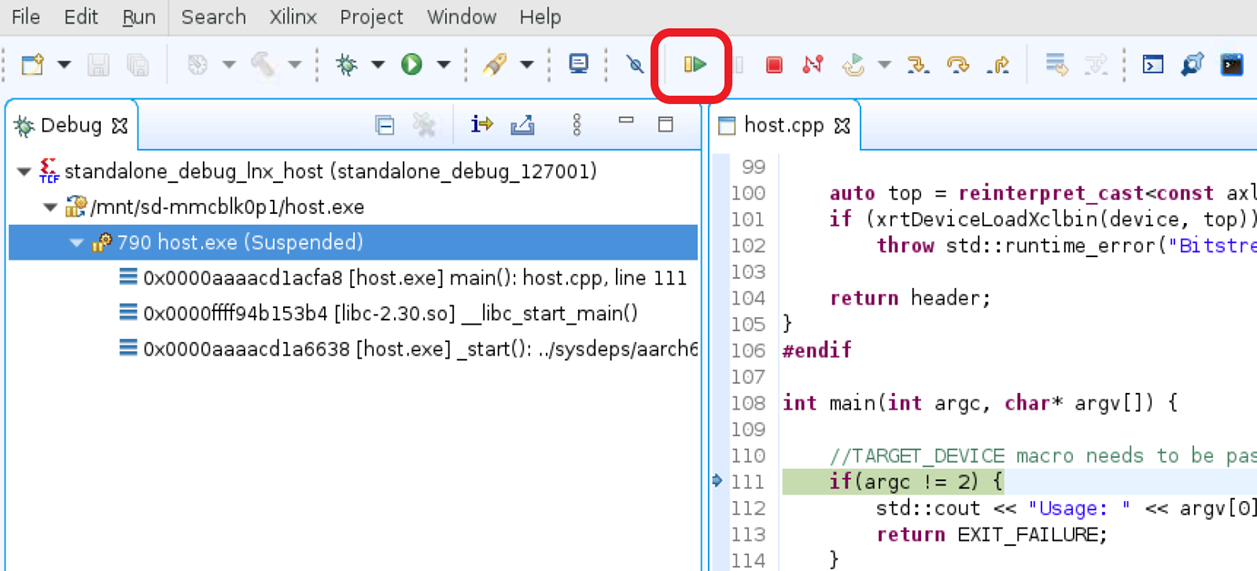 File Edit Run Search Xilinx Project Window Help
Debug
host.cpp
TCF standalone_debug_lnx_host (standalone_debug_127001)
/mnt/sd-mmcblk0p1/host.exe
790 host.exe (Suspended)
0x0000aaaacd1acfa8 [host.exe] main(): host.cpp, line 111
0x0000ffff94b153b4 [libc-2.30.so] __libc_start_main()
0x0000aaaacd1a6638 [host.exe] _start(): ../sysdeps/aarch6
99
100 auto top = reinterpret_cast<const axl
101 if (xrtDeviceLoadXclbin(device, top))
102 throw std::runtime_error("Bitstre
103
104 return header;
105 }
106 #endif
107
108 int main(int argc, char* argv[]) {
109
110 //TARGET_DEVICE macro needs to be pas
111 if(argc != 2) {
112 std::cout << "Usage: " << argv[0]
113 return EXIT_FAILURE;
114 }